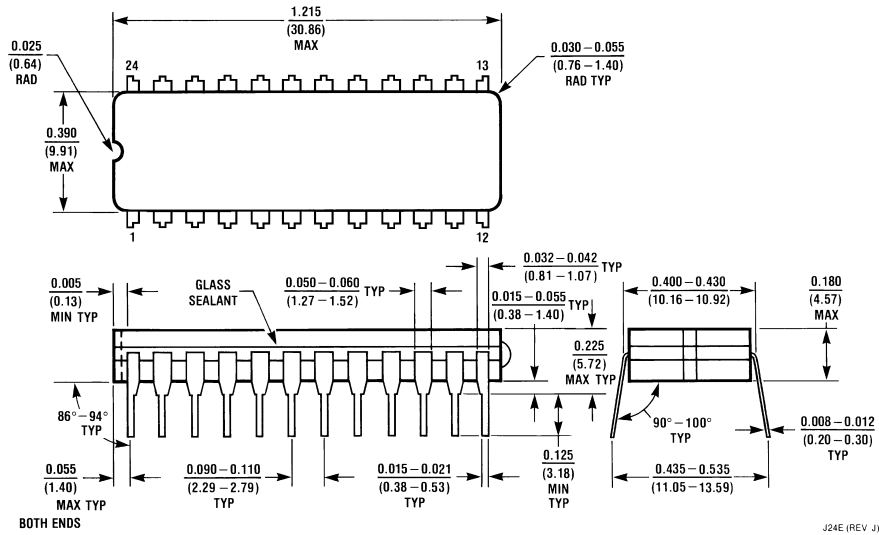 1.215
(30.86)
MAX
0.025
(0.64)
RAD
24
13
0.030–0.055
(0.76–1.40)
RAD TYP
0.390
(9.91)
MAX
1
12
0.005
(0.13)
MIN TYP
GLASS
SEALANT
0.050–0.060
(1.27–1.52)
TYP
0.032–0.042
(0.81–1.07)
TYP
0.015–0.055
(0.38–1.40)
TYP
0.400–0.430
(10.16–10.92)
0.180
(4.57)
MAX
0.225
(5.72)
MAX TYP
86°–94°
TYP
90°–100°
TYP
0.008–0.012
(0.20–0.30)
TYP
0.055
(1.40)
MAX TYP
BOTH ENDS
0.090–0.110
(2.29–2.79)
TYP
0.015–0.021
(0.38–0.53)
TYP
0.125
(3.18)
MIN
TYP
0.435–0.535
(11.05–13.59)
J24E (REV J)